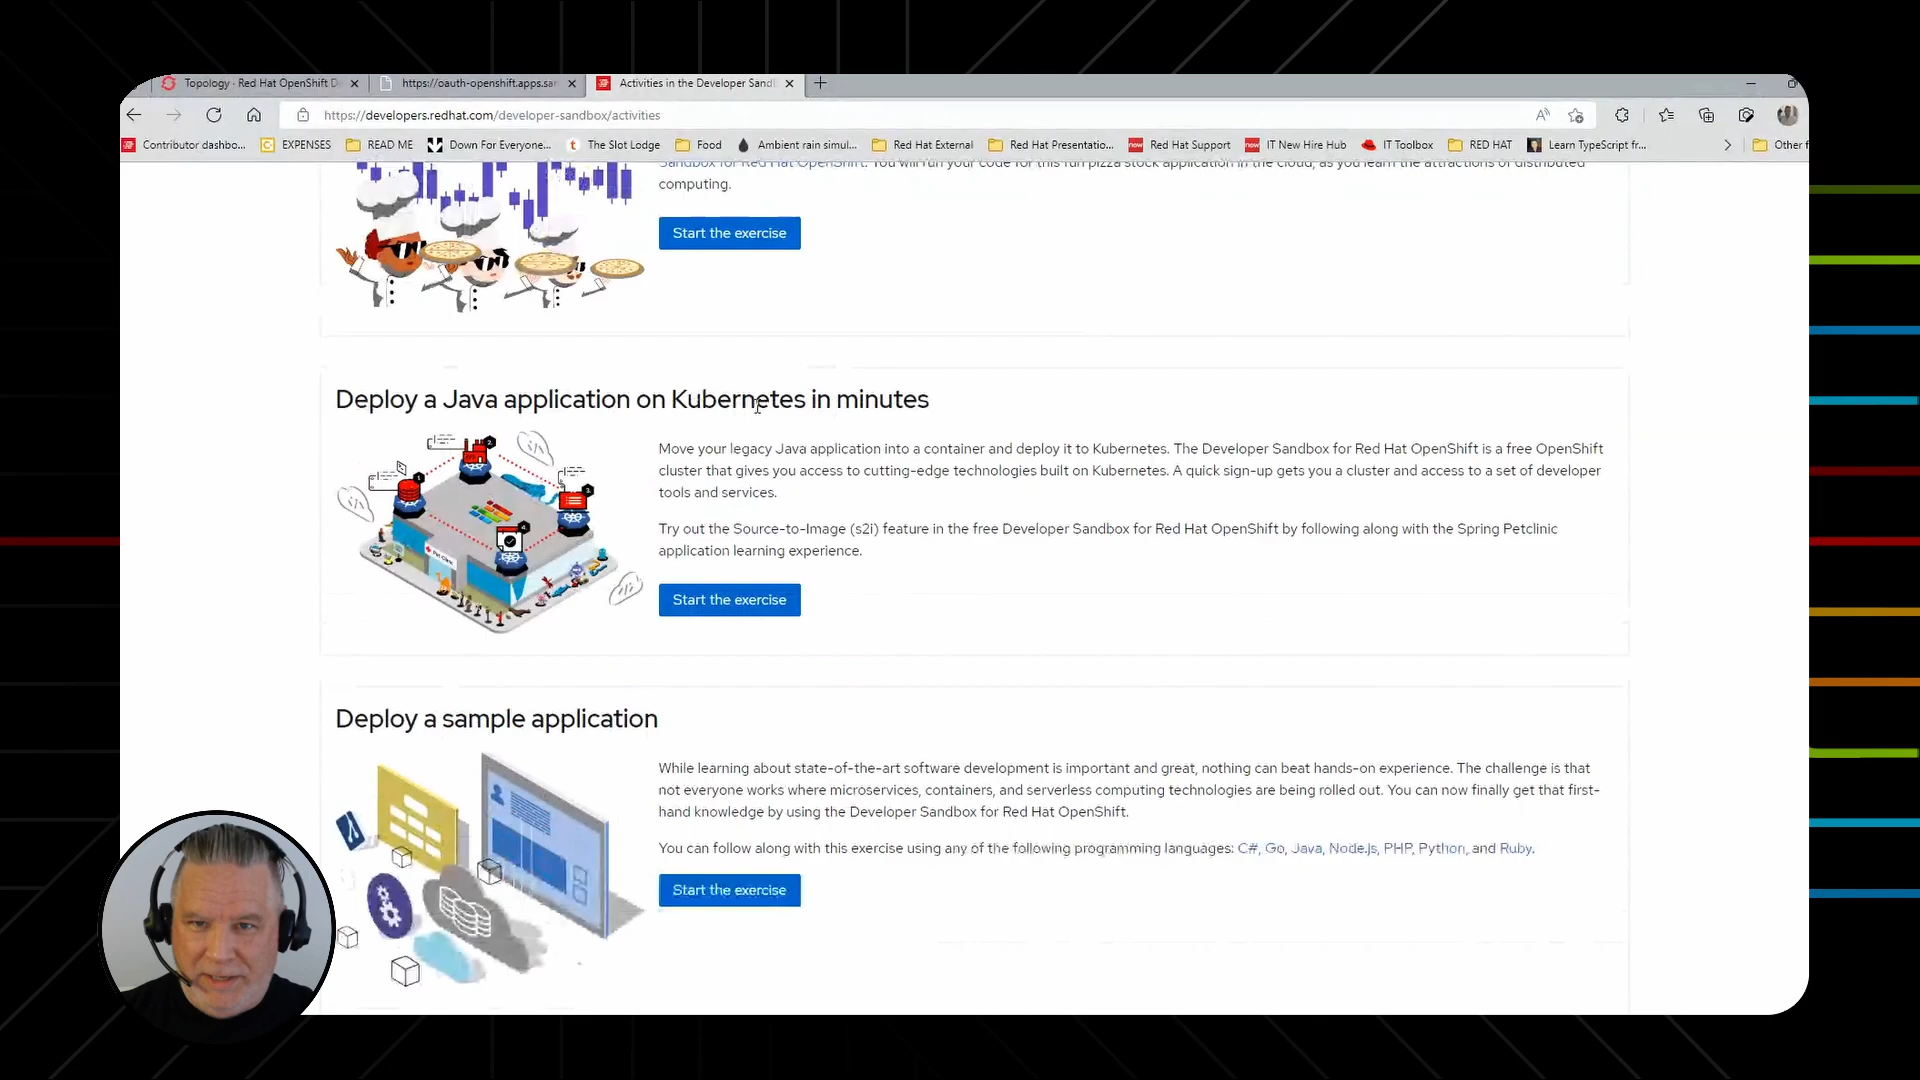 Topology · Red Hat OpenShift D
https://oauth-openshift.apps.sa
Activities in the Developer Sand
https://developers.redhat.com/developer-sandbox/activities
Contributor dashbo...
EXPENSES
READ ME
Down For Everyone...
The Slot Lodge
Food
Ambient rain simul...
Red Hat External
Red Hat Presentatio...
Red Hat Support
IT New Hire Hub
IT Toolbox
RED HAT
Learn TypeScript fr...
Other f
Sandbox for Red Hat OpenShift. You will run your code for this fun pizza stock application in the cloud, as you learn the attractions of distributed
computing.
Start the exercise
Deploy a Java application on Kubernetes in minutes
Move your legacy Java application into a container and deploy it to Kubernetes. The Developer Sandbox for Red Hat OpenShift is a free OpenShift
cluster that gives you access to cutting-edge technologies built on Kubernetes. A quick sign-up gets you a cluster and access to a set of developer
tools and services.
Try out the Source-to-Image (s2i) feature in the free Developer Sandbox for Red Hat OpenShift by following along with the Spring Petclinic
application learning experience.
Start the exercise
Deploy a sample application
While learning about state-of-the-art software development is important and great, nothing can beat hands-on experience. The challenge is that
not everyone works where microservices, containers, and serverless computing technologies are being rolled out. You can now finally get that first-
hand knowledge by using the Developer Sandbox for Red Hat OpenShift.
You can follow along with this exercise using any of the following programming languages: C#, Go, Java, Node.js, PHP, Python, and Ruby.
Start the exercise